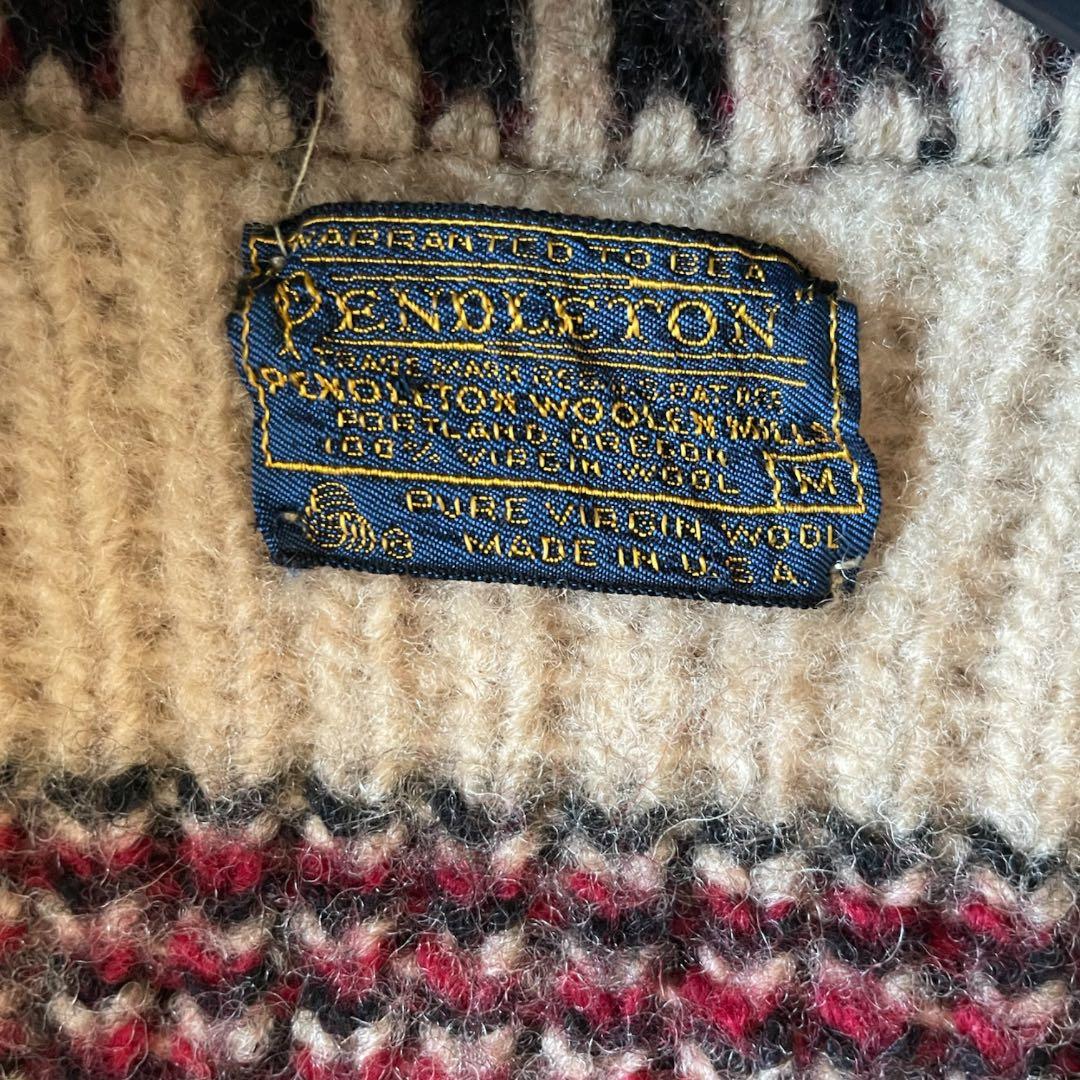 WARRANTED TO BE A
PENDLETON
TRADE MARK REG. U.S. PAT. OFF.
PENDLETON WOOLEN MILLS
PORTLAND, OREGON
100% VIRGIN WOOL
M
PURE VIRGIN WOOL
MADE IN U.S.A.